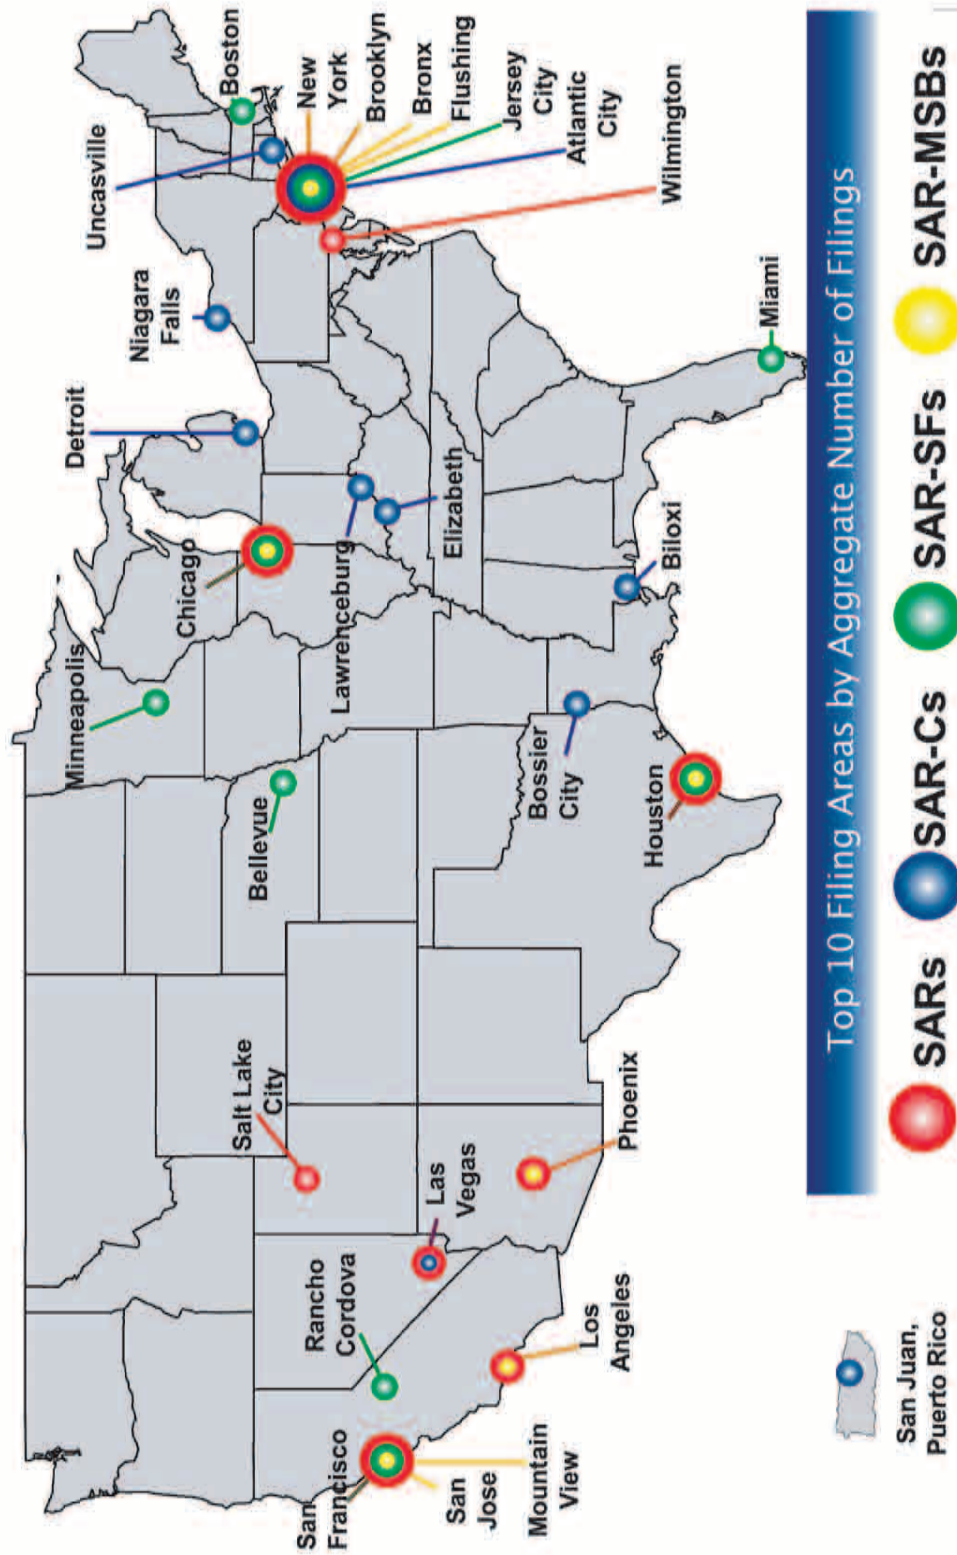 Minneapolis
Chicago
Detroit
Niagara
Falls
Uncasville
Boston
New
York
Brooklyn
Bronx
Flushing
Jersey
City
Atlantic
City
Wilmington
Bellevue
Lawrenceburg
Elizabeth
Salt Lake
City
Rancho
Cordova
Las
Vegas
San
Francisco
San
Jose
Mountain
View
Los
Angeles
Phoenix
Bossier
City
Houston
Biloxi
Miami
Top 10 Filing Areas by Aggregate Number of Filings
San Juan,
Puerto Rico
SARs
SAR-Cs
SAR-SFs
SAR-MSBs